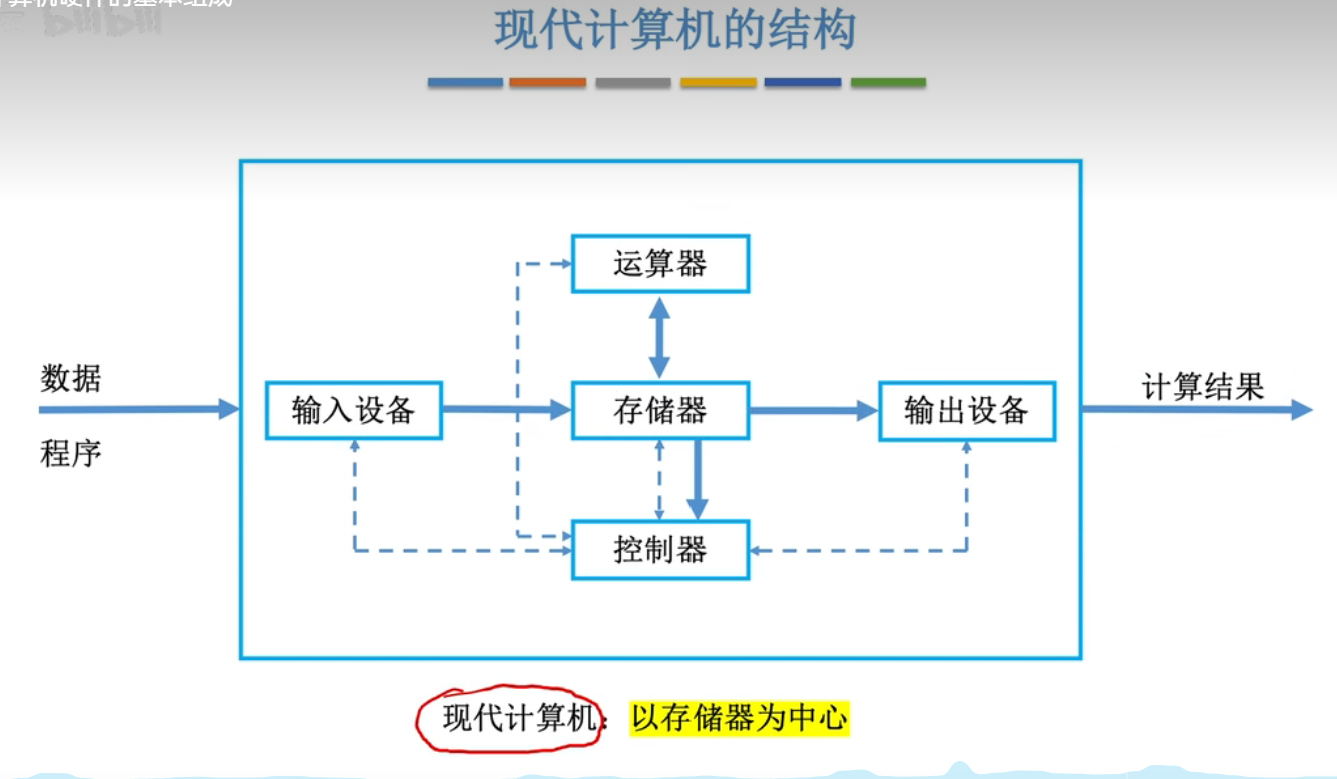 算机硬件的基本组成
bilibili
现代计算机的结构
运算器
数据
输入设备
存储器
输出设备
计算结果
程序
控制器
现代计算机：以存储器为中心